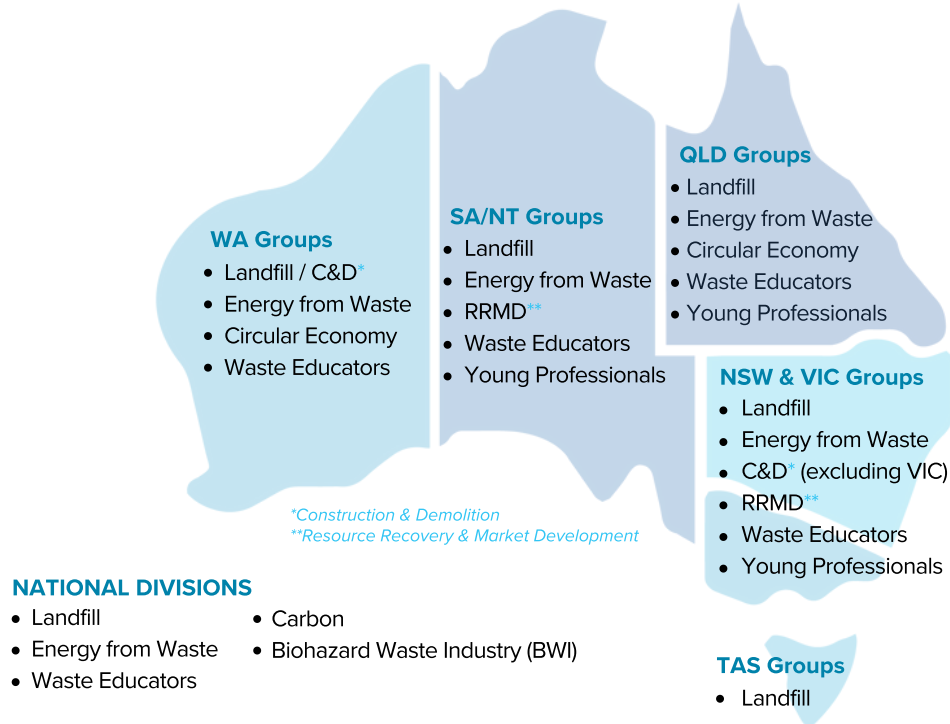 QLD Groups
• Landfill
• Energy from Waste
• Circular Economy
• Waste Educators
• Young Professionals
SA/NT Groups
• Landfill
• Energy from Waste
• RRMD**
• Waste Educators
• Young Professionals
WA Groups
• Landfill / C&D*
• Energy from Waste
• Circular Economy
• Waste Educators
NSW & VIC Groups
• Landfill
• Energy from Waste
• C&D* (excluding VIC)
• RRMD**
• Waste Educators
• Young Professionals
*Construction & Demolition
**Resource Recovery & Market Development
NATIONAL DIVISIONS
• Landfill
• Energy from Waste
• Waste Educators
• Carbon
• Biohazard Waste Industry (BWI)
TAS Groups
• Landfill